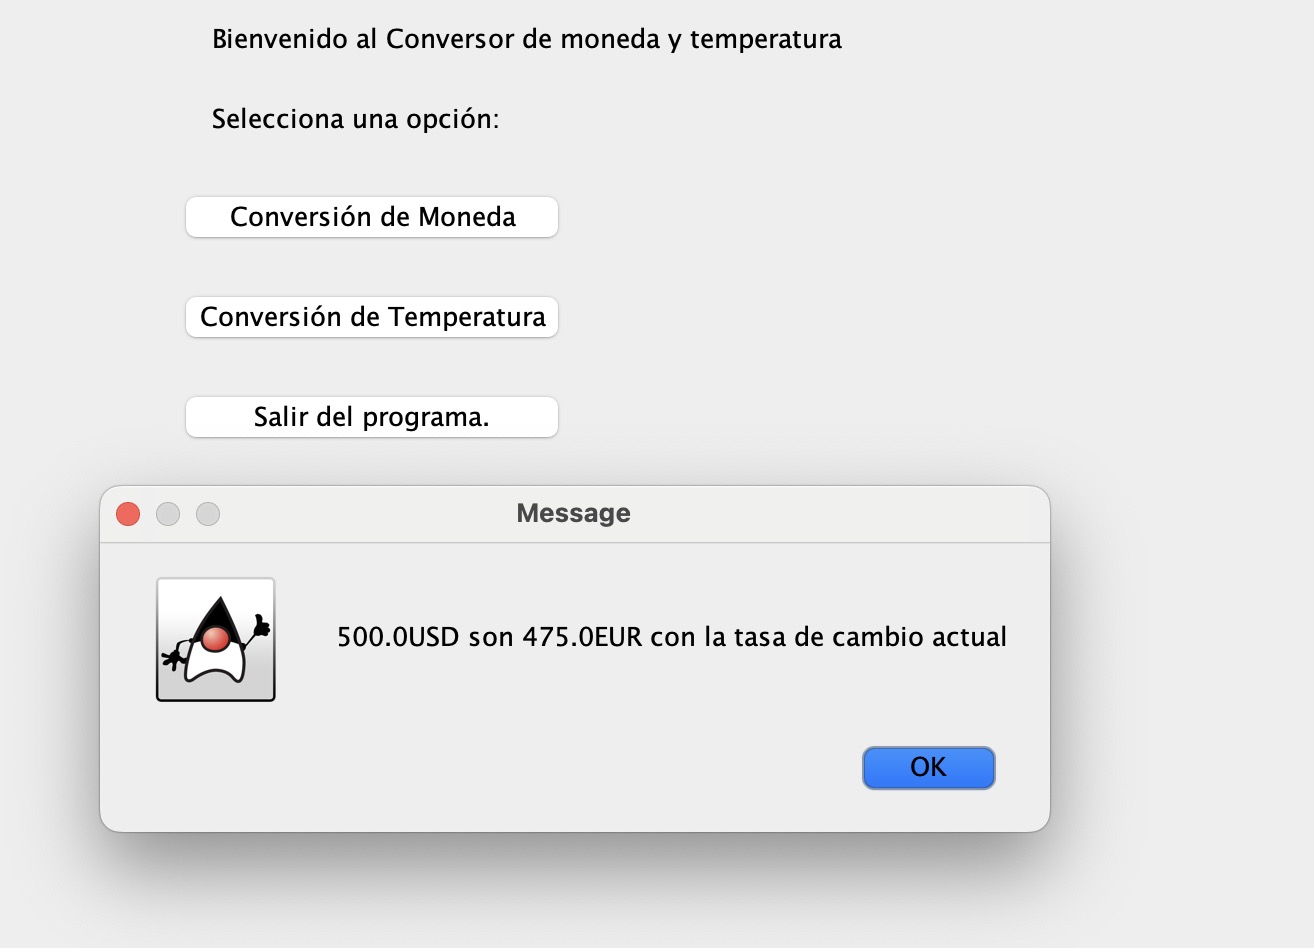 Bienvenido al Conversor de moneda y temperatura
Selecciona una opción:
Conversión de Moneda
Conversión de Temperatura
Salir del programa.
Message
500.0USD son 475.0EUR con la tasa de cambio actual
OK